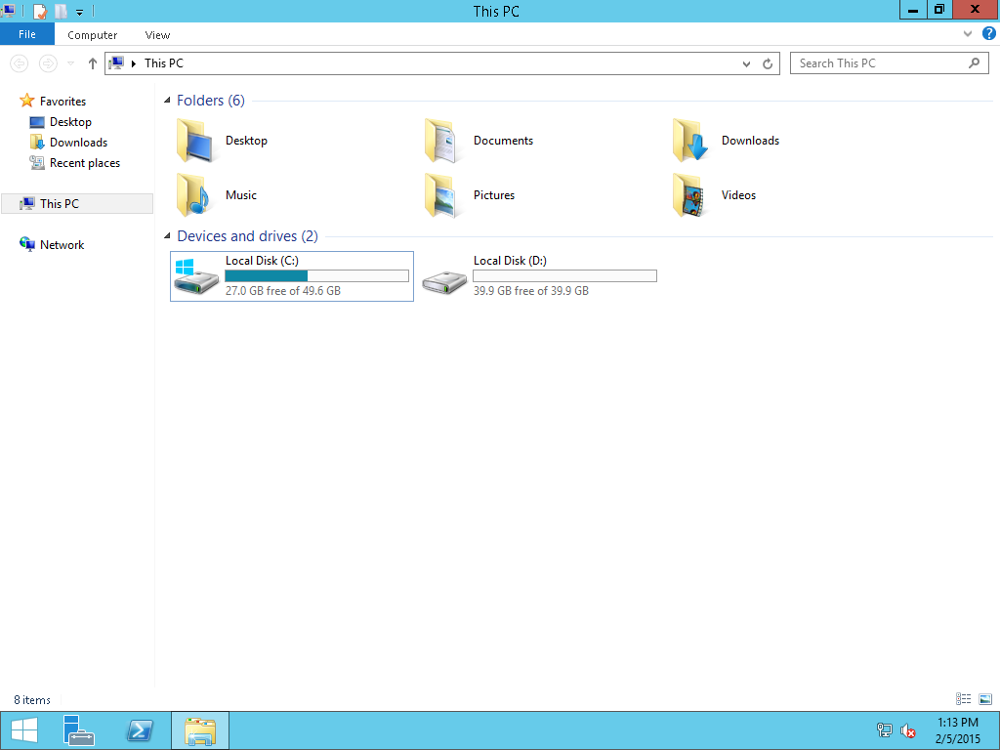 This PC
File Computer View
This PC Search This PC
Favorites
Desktop
Downloads
Recent places
This PC
Network
Folders (6)
Desktop Documents Downloads
Music Pictures Videos
Devices and drives (2)
Local Disk (C:)
27.0 GB free of 49.6 GB
Local Disk (D:)
39.9 GB free of 39.9 GB
8 items
1:13 PM
2/5/2015